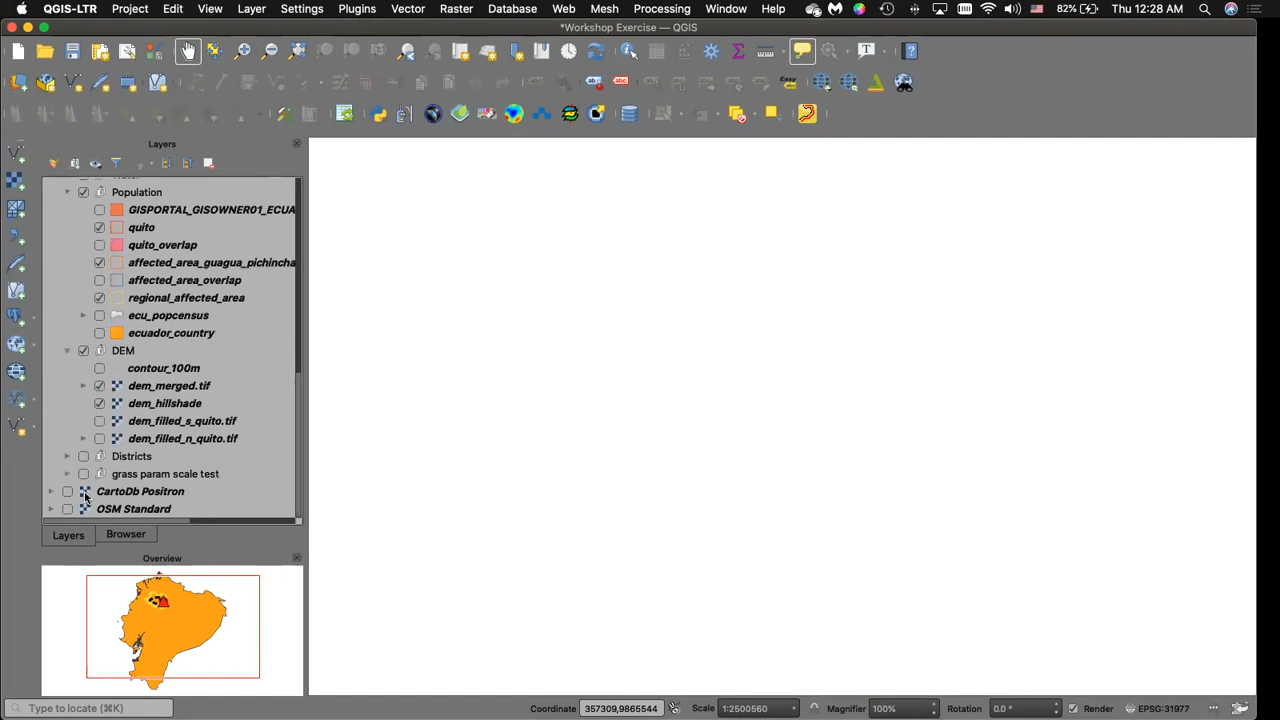 QGIS-LTR Project Edit View Layer Settings Plugins Vector Raster Database Web Mesh Processing Window Help 82% Thu 12:28 AM
*Workshop Exercise — QGIS
Layers
Population
GISPORTAL_GISOWNER01_ECUA
quito
quito_overlap
affected_area_guagua_pichincha
affected_area_overlap
regional_affected_area
ecu_popcensus
ecuador_country
DEM
contour_100m
dem_merged.tif
dem_hillshade
dem_filled_s_quito.tif
dem_filled_n_quito.tif
Districts
grass param scale test
CartoDb Positron
OSM Standard
Layers Browser
Overview
Type to locate (⌘K) Coordinate 357309,9865544 Scale 1:2500560 Magnifier 100% Rotation 0.0 ° Render EPSG:31977